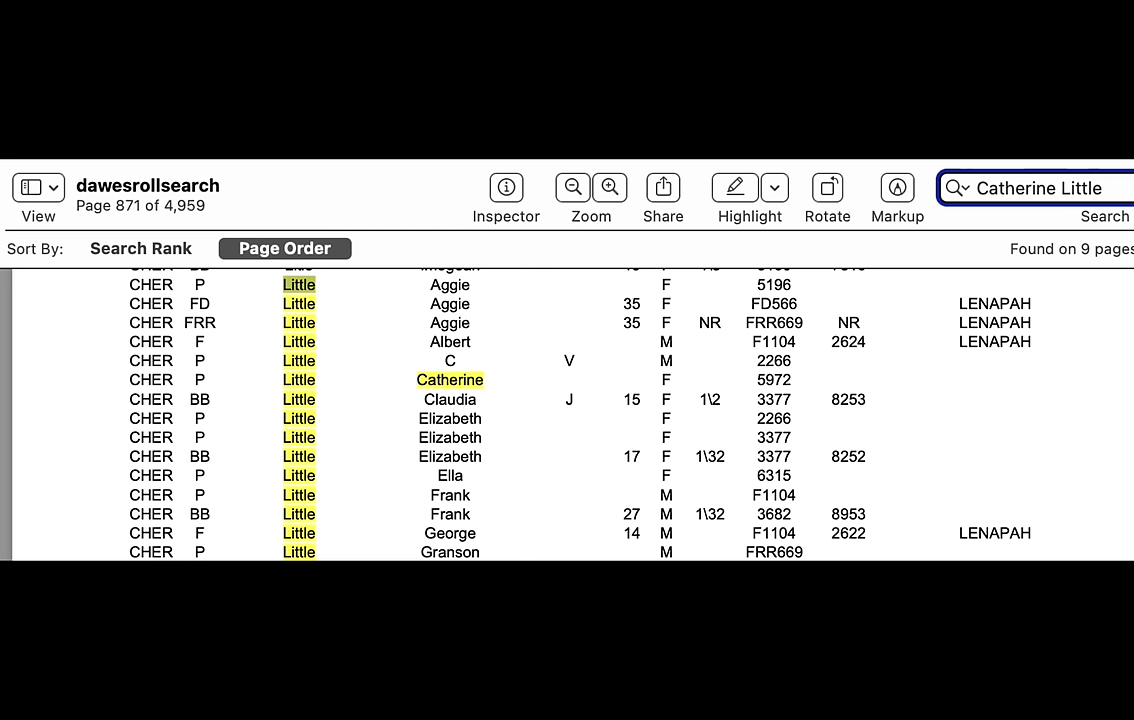 dawesrollsearch
Page 871 of 4,959
View
Inspector
Zoom
Share
Highlight
Rotate
Markup
Catherine Little
Search
Sort By: Search Rank Page Order Found on 9 pages
CHER P Little Aggie F 5196
CHER FD Little Aggie 35 F FD566 LENAPAH
CHER FRR Little Aggie 35 F NR FRR669 NR LENAPAH
CHER F Little Albert M F1104 2624 LENAPAH
CHER P Little C V M 2266
CHER P Little Catherine F 5972
CHER BB Little Claudia J 15 F 1\2 3377 8253
CHER P Little Elizabeth F 2266
CHER P Little Elizabeth F 3377
CHER BB Little Elizabeth 17 F 1\32 3377 8252
CHER P Little Ella F 6315
CHER P Little Frank M F1104
CHER BB Little Frank 27 M 1\32 3682 8953
CHER F Little George 14 M F1104 2622 LENAPAH
CHER P Little Granson M FRR669